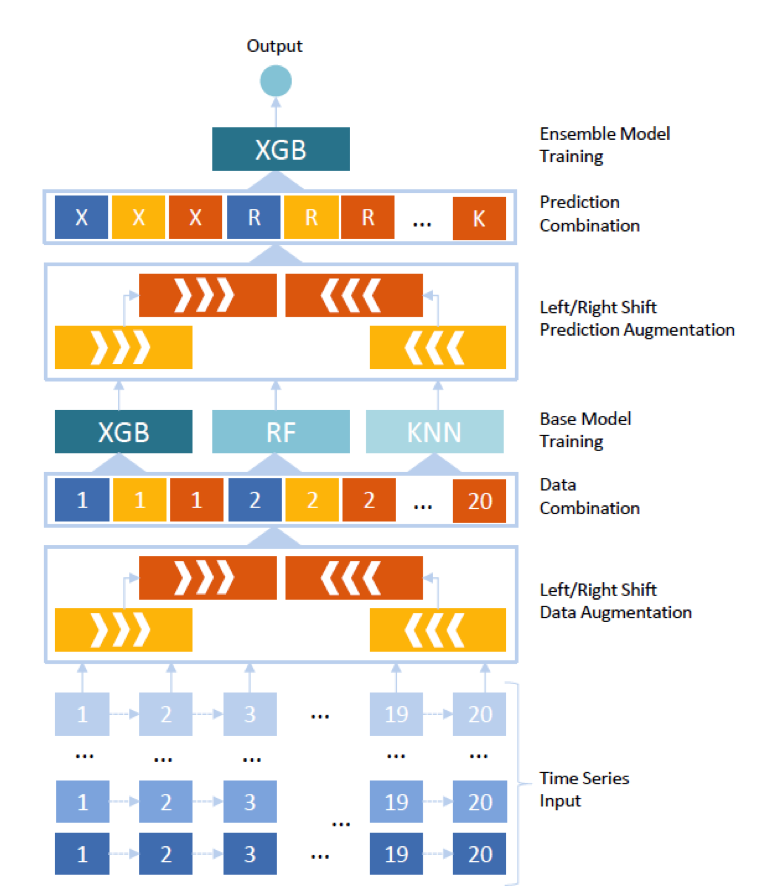 Output
XGB
Ensemble Model
Training
X X X R R R ... K
Prediction
Combination
Left/Right Shift
Prediction Augmentation
XGB RF KNN
Base Model
Training
1 1 1 2 2 2 ... 20
Data
Combination
Left/Right Shift
Data Augmentation
1 2 3 ... 19 20
... ... ... ... ...
1 2 3 ... 19 20
1 2 3 ... 19 20
Time Series
Input